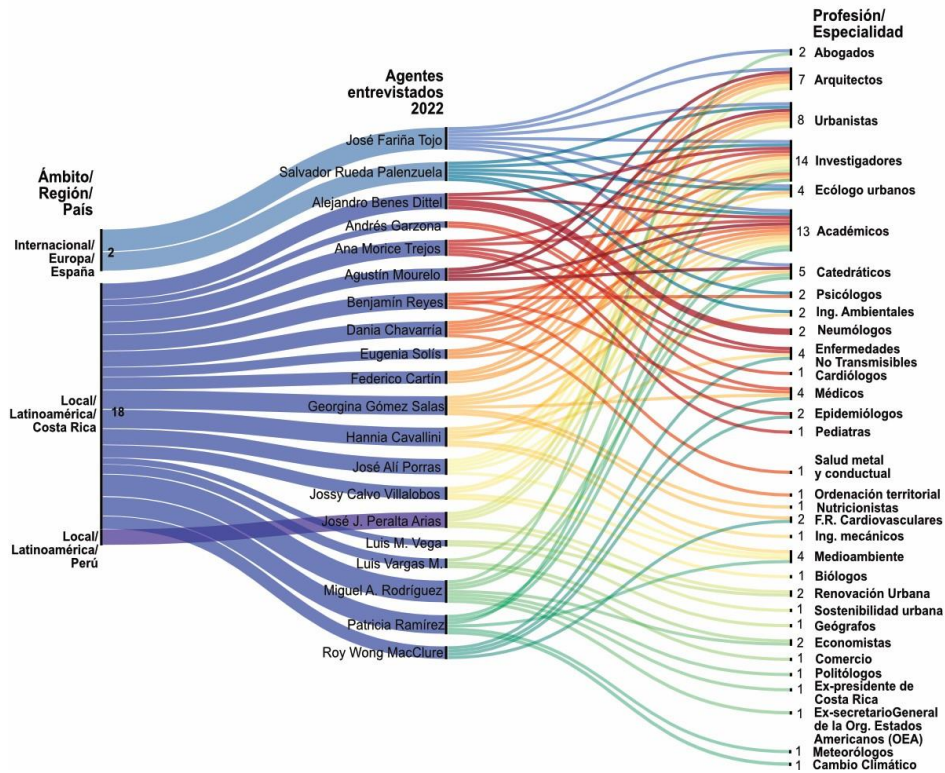 Ámbito/
Región/
País
Internacional/
Europa/
España
2
Local/
Latinoamérica/
Costa Rica
18
Local/
Latinoamérica/
Perú
Agentes
entrevistados
2022
José Fariña Tojo
Salvador Rueda Palenzuela
Alejandro Benes Dittel
Andrés Garzona
Ana Morice Trejos
Agustín Mourelo
Benjamín Reyes
Dania Chavarría
Eugenia Solís
Federico Cartín
Georgina Gómez Salas
Hannia Cavallini
José Alí Porras
Jossy Calvo Villalobos
José J. Peralta Arias
Luis M. Vega
Luis Vargas M.
Miguel A. Rodríguez
Patricia Ramírez
Roy Wong MacClure
Profesión/
Especialidad
2 Abogados
7 Arquitectos
8 Urbanistas
14 Investigadores
4 Ecólogo urbanos
13 Académicos
5 Catedráticos
2 Psicólogos
2 Ing. Ambientales
2 Neumólogos
4 Enfermedades
No Transmisibles
1 Cardiólogos
4 Médicos
2 Epidemiólogos
1 Pediatras
1 Salud metal
y conductual
1 Ordenación territorial
1 Nutricionistas
2 F.R. Cardiovasculares
1 Ing. mecánicos
4 Medioambiente
1 Biólogos
2 Renovación Urbana
1 Sostenibilidad urbana
1 Geógrafos
2 Economistas
1 Comercio
1 Politólogos
1 Ex-presidente de
Costa Rica
1 Ex-secretarioGeneral
de la Org. Estados
Americanos (OEA)
1 Meteorólogos
1 Cambio Climático